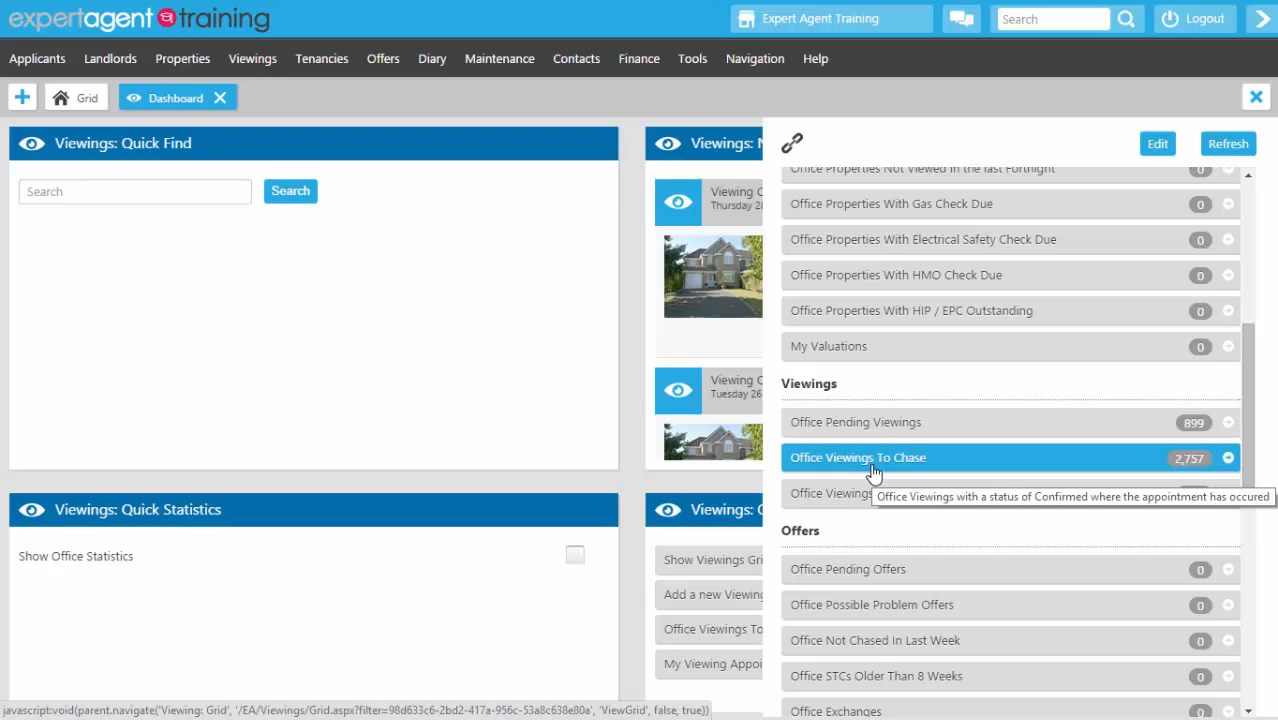 expertagent training
Expert Agent Training
Search
Logout
Applicants
Landlords
Properties
Viewings
Tenancies
Offers
Diary
Maintenance
Contacts
Finance
Tools
Navigation
Help
Grid
Dashboard
Viewings: Quick Find
Search
Search
Viewings: Quick Statistics
Show Office Statistics
Viewings:
Viewing
Thursday
Viewing
Tuesday 26
Viewings:
Show Viewings
Add a new
Office Viewings
My Viewing
Edit
Refresh
Office Properties Not Viewed in the last Fortnight 0
Office Properties With Gas Check Due 0
Office Properties With Electrical Safety Check Due 0
Office Properties With HMO Check Due 0
Office Properties With HIP / EPC Outstanding 0
My Valuations 0
Viewings
Office Pending Viewings 899
Office Viewings To Chase 2,757
Office Viewings
Office Viewings with a status of Confirmed where the appointment has occured
Offers
Office Pending Offers 0
Office Possible Problem Offers 0
Office Not Chased In Last Week 0
Office STCs Older Than 8 Weeks 0
Office Exchanges 0
javascript:void(parent.navigate('Viewing: Grid', '/EA/Viewings/Grid.aspx?filter=98d633c6-2bd2-417a-956c-53a8c638e80a', 'ViewGrid', false, true))